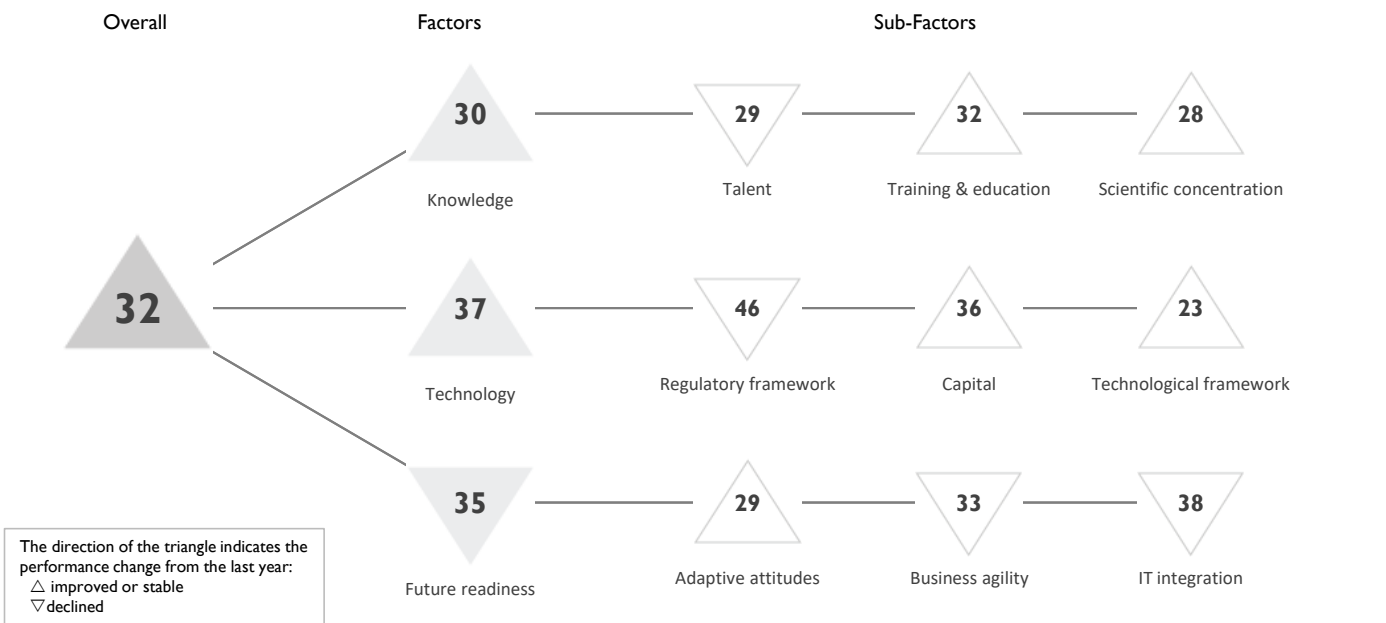 Overall
Factors
Sub-Factors
30
29
32
28
Knowledge
Talent
Training & education
Scientific concentration
32
37
46
36
23
Technology
Regulatory framework
Capital
Technological framework
35
29
33
38
Future readiness
Adaptive attitudes
Business agility
IT integration
The direction of the triangle indicates the
performance change from the last year:
△ improved or stable
▽ declined